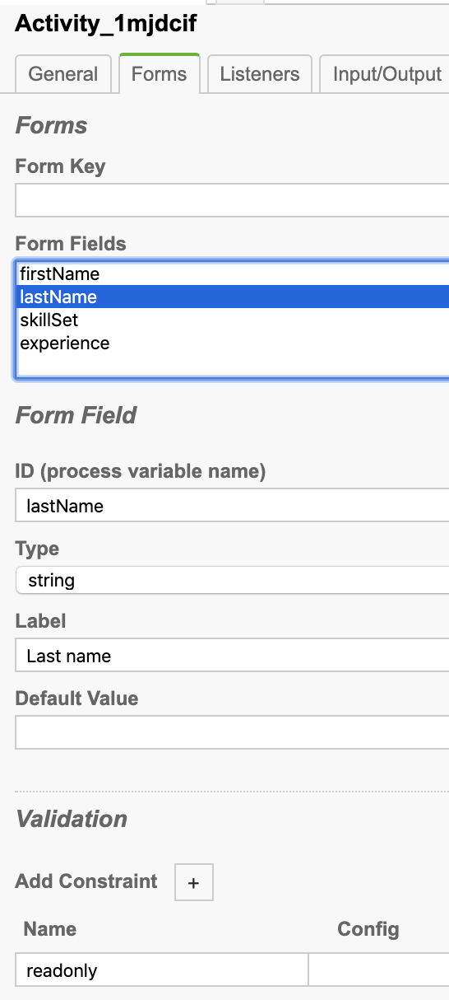 Activity_1mjdcif
General Forms Listeners Input/Output
Forms
Form Key
Form Fields
firstName
lastName
skillSet
experience
Form Field
ID (process variable name)
lastName
Type
string
Label
Last name
Default Value
Validation
Add Constraint +
Name Config
readonly